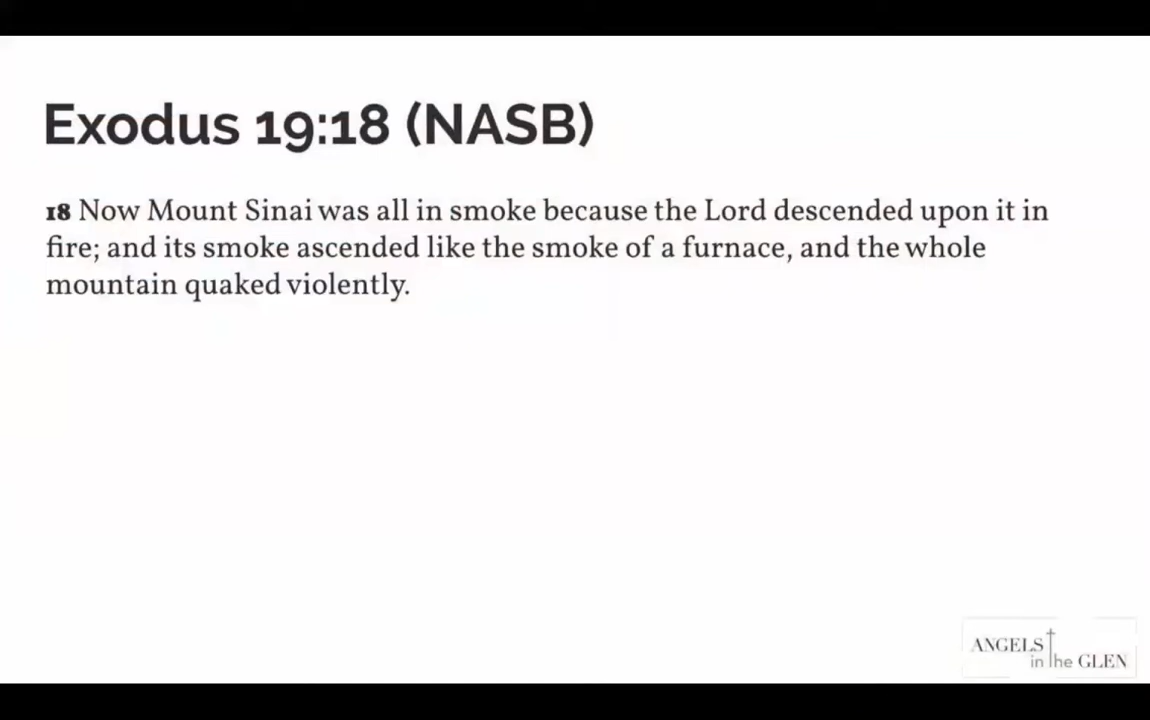 Exodus 19:18 (NASB)
18 Now Mount Sinai was all in smoke because the Lord descended upon it in
fire; and its smoke ascended like the smoke of a furnace, and the whole
mountain quaked violently.
ANGELS
in the GLEN